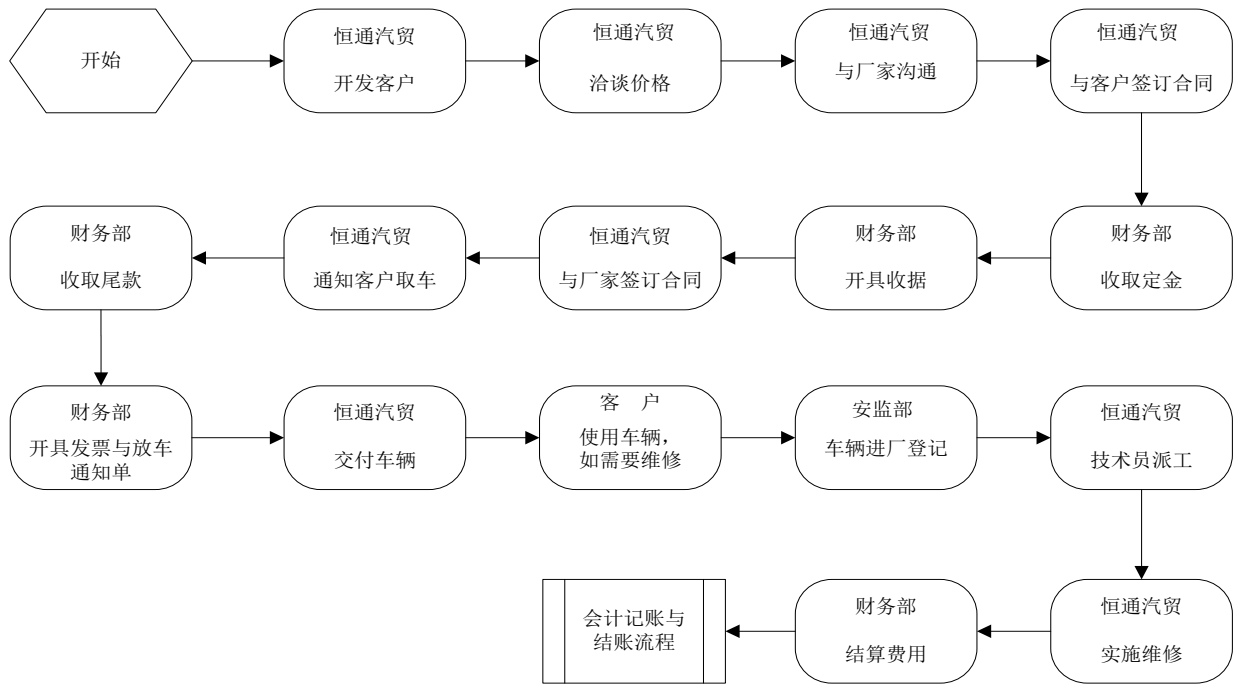 开始
恒通汽贸
开发客户
恒通汽贸
洽谈价格
恒通汽贸
与厂家沟通
恒通汽贸
与客户签订合同
财务部
收取尾款
恒通汽贸
通知客户取车
恒通汽贸
与厂家签订合同
财务部
开具收据
财务部
收取定金
财务部
开具发票与放车
通知单
恒通汽贸
交付车辆
客 户
使用车辆，
如需要维修
安监部
车辆进厂登记
恒通汽贸
技术员派工
会计记账与
结账流程
财务部
结算费用
恒通汽贸
实施维修